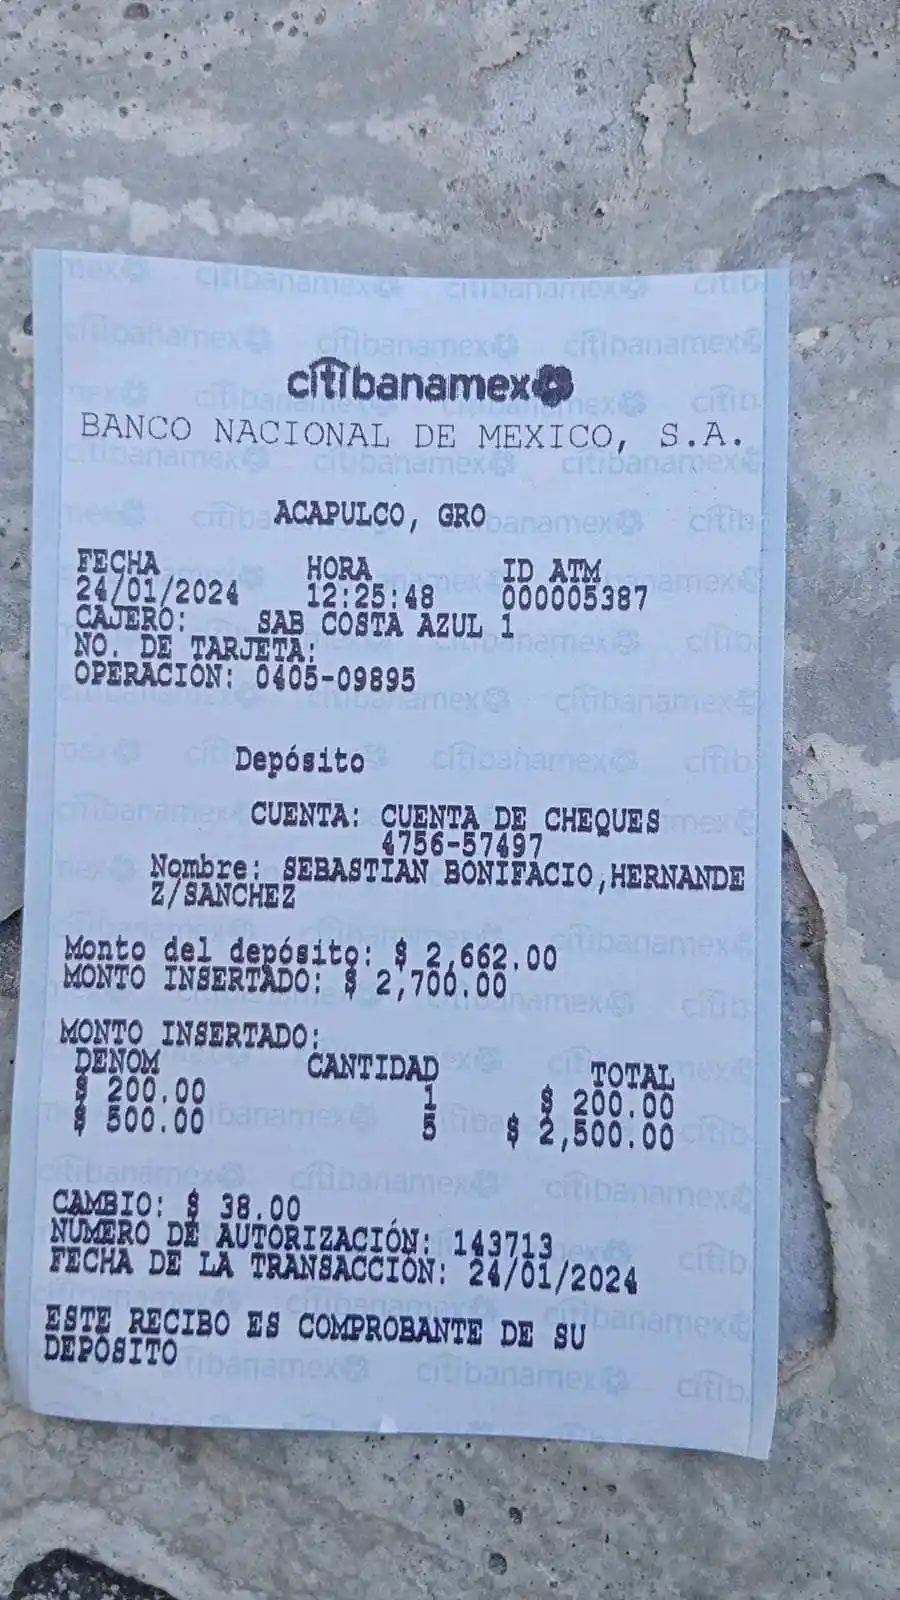 citibanamex
BANCO NACIONAL DE MEXICO, S.A.
ACAPULCO, GRO
FECHA HORA ID ATM
24/01/2024 12:25:48 000005387
CAJERO: SAB COSTA AZUL 1
NO. DE TARJETA:
OPERACION: 0405-09895
Depósito
CUENTA: CUENTA DE CHEQUES
4756-57497
Nombre: SEBASTIAN BONIFACIO,HERNANDE
Z/SANCHEZ
Monto del depósito: $ 2,662.00
MONTO INSERTADO: $ 2,700.00
MONTO INSERTADO:
DENOM CANTIDAD TOTAL
$ 200.00 1 $ 200.00
$ 500.00 5 $ 2,500.00
CAMBIO: $ 38.00
NUMERO DE AUTORIZACIÓN: 143713
FECHA DE LA TRANSACCIÓN: 24/01/2024
ESTE RECIBO ES COMPROBANTE DE SU
DEPÓSITO